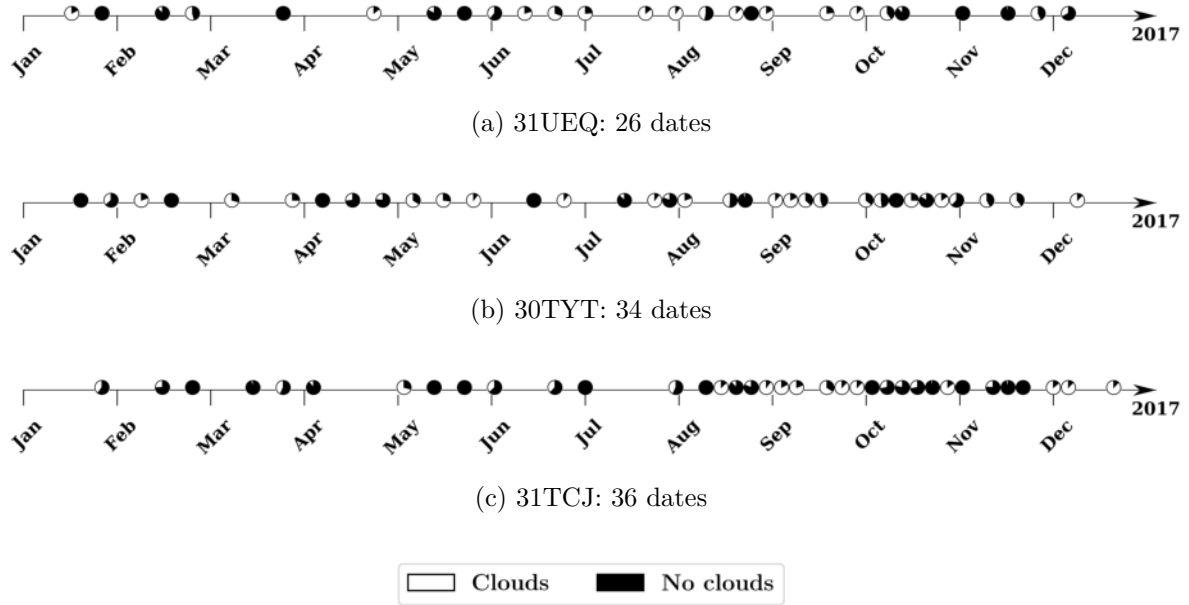 Jan Feb Mar Apr May Jun Jul Aug Sep Oct Nov Dec 2017
(a) 31UEQ: 26 dates
Jan Feb Mar Apr May Jun Jul Aug Sep Oct Nov Dec 2017
(b) 30TYT: 34 dates
Jan Feb Mar Apr May Jun Jul Aug Sep Oct Nov Dec 2017
(c) 31TCJ: 36 dates
Clouds No clouds